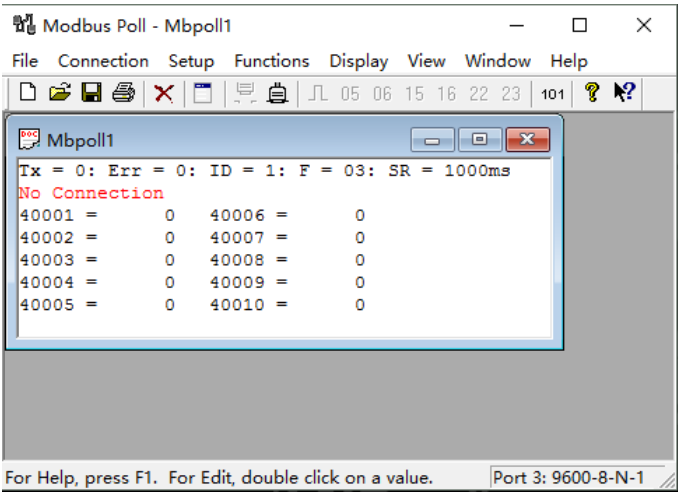 Modbus Poll - Mbpoll1
File Connection Setup Functions Display View Window Help
05 06 15 16 22 23 101
Mbpoll1
Tx = 0: Err = 0: ID = 1: F = 03: SR = 1000ms
No Connection
40001 = 0 40006 = 0
40002 = 0 40007 = 0
40003 = 0 40008 = 0
40004 = 0 40009 = 0
40005 = 0 40010 = 0
For Help, press F1. For Edit, double click on a value. Port 3: 9600-8-N-1